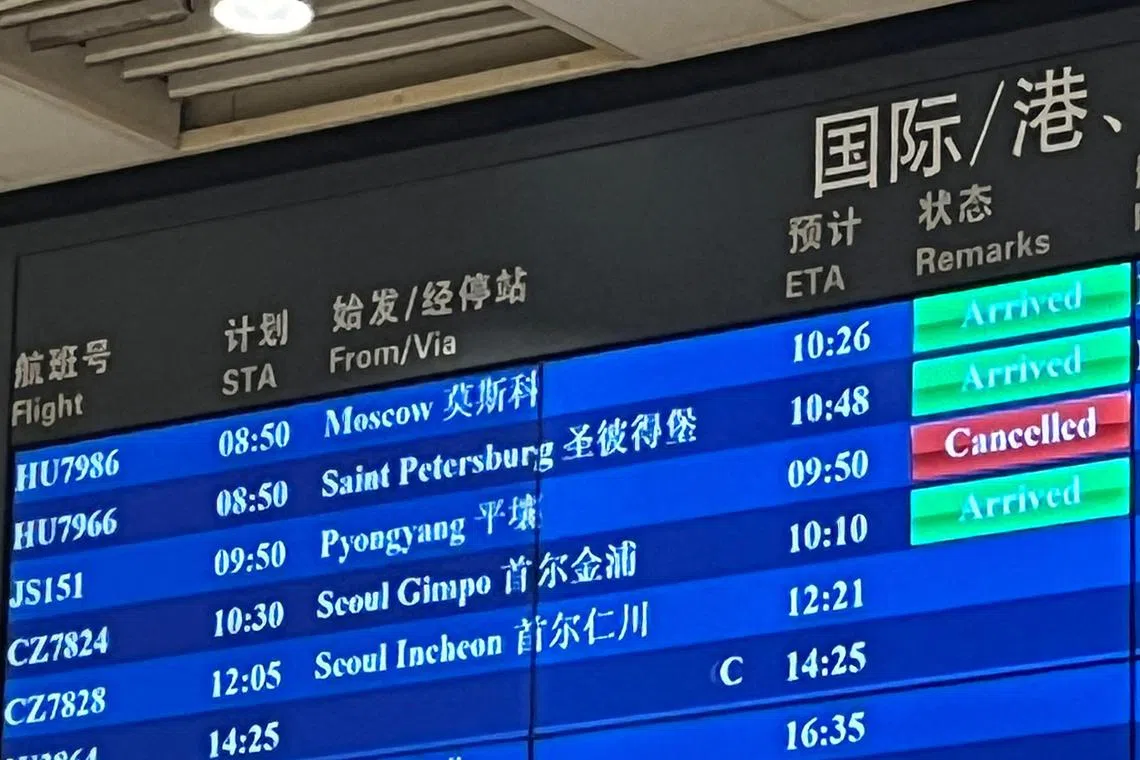 国际/港、
航班号 计划 始发/经停站 预计 状态
Flight STA From/Via ETA Remarks
HU7986 08:50 Moscow 莫斯科 10:26 Arrived
HU7966 08:50 Saint Petersburg 圣彼得堡 10:48 Arrived
JS151 09:50 Pyongyang 平壤 09:50 Cancelled
CZ7824 10:30 Seoul Gimpo 首尔金浦 10:10 Arrived
CZ7828 12:05 Seoul Incheon 首尔仁川 12:21
14:25 C 14:25
16:35